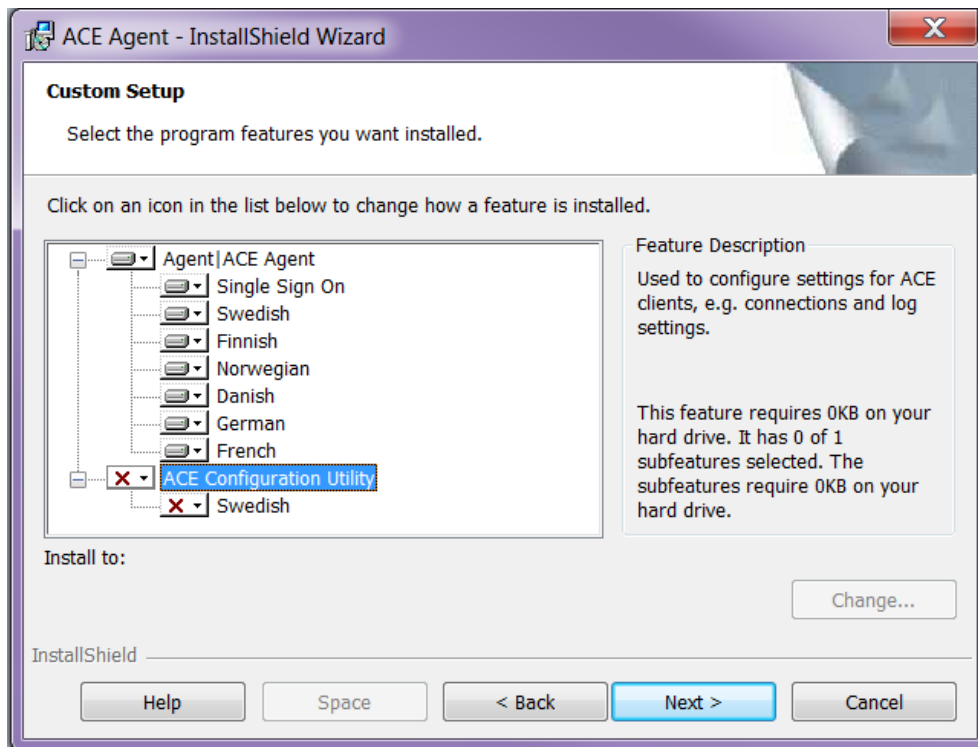 ACE Agent - InstallShield Wizard
Custom Setup
Select the program features you want installed.
Click on an icon in the list below to change how a feature is installed.
Agent|ACE Agent
Single Sign On
Swedish
Finnish
Norwegian
Danish
German
French
ACE Configuration Utility
Swedish
Feature Description
Used to configure settings for ACE
clients, e.g. connections and log
settings.
This feature requires 0KB on your
hard drive. It has 0 of 1
subfeatures selected. The
subfeatures require 0KB on your
hard drive.
Install to:
Change...
InstallShield
Help
Space
< Back
Next >
Cancel